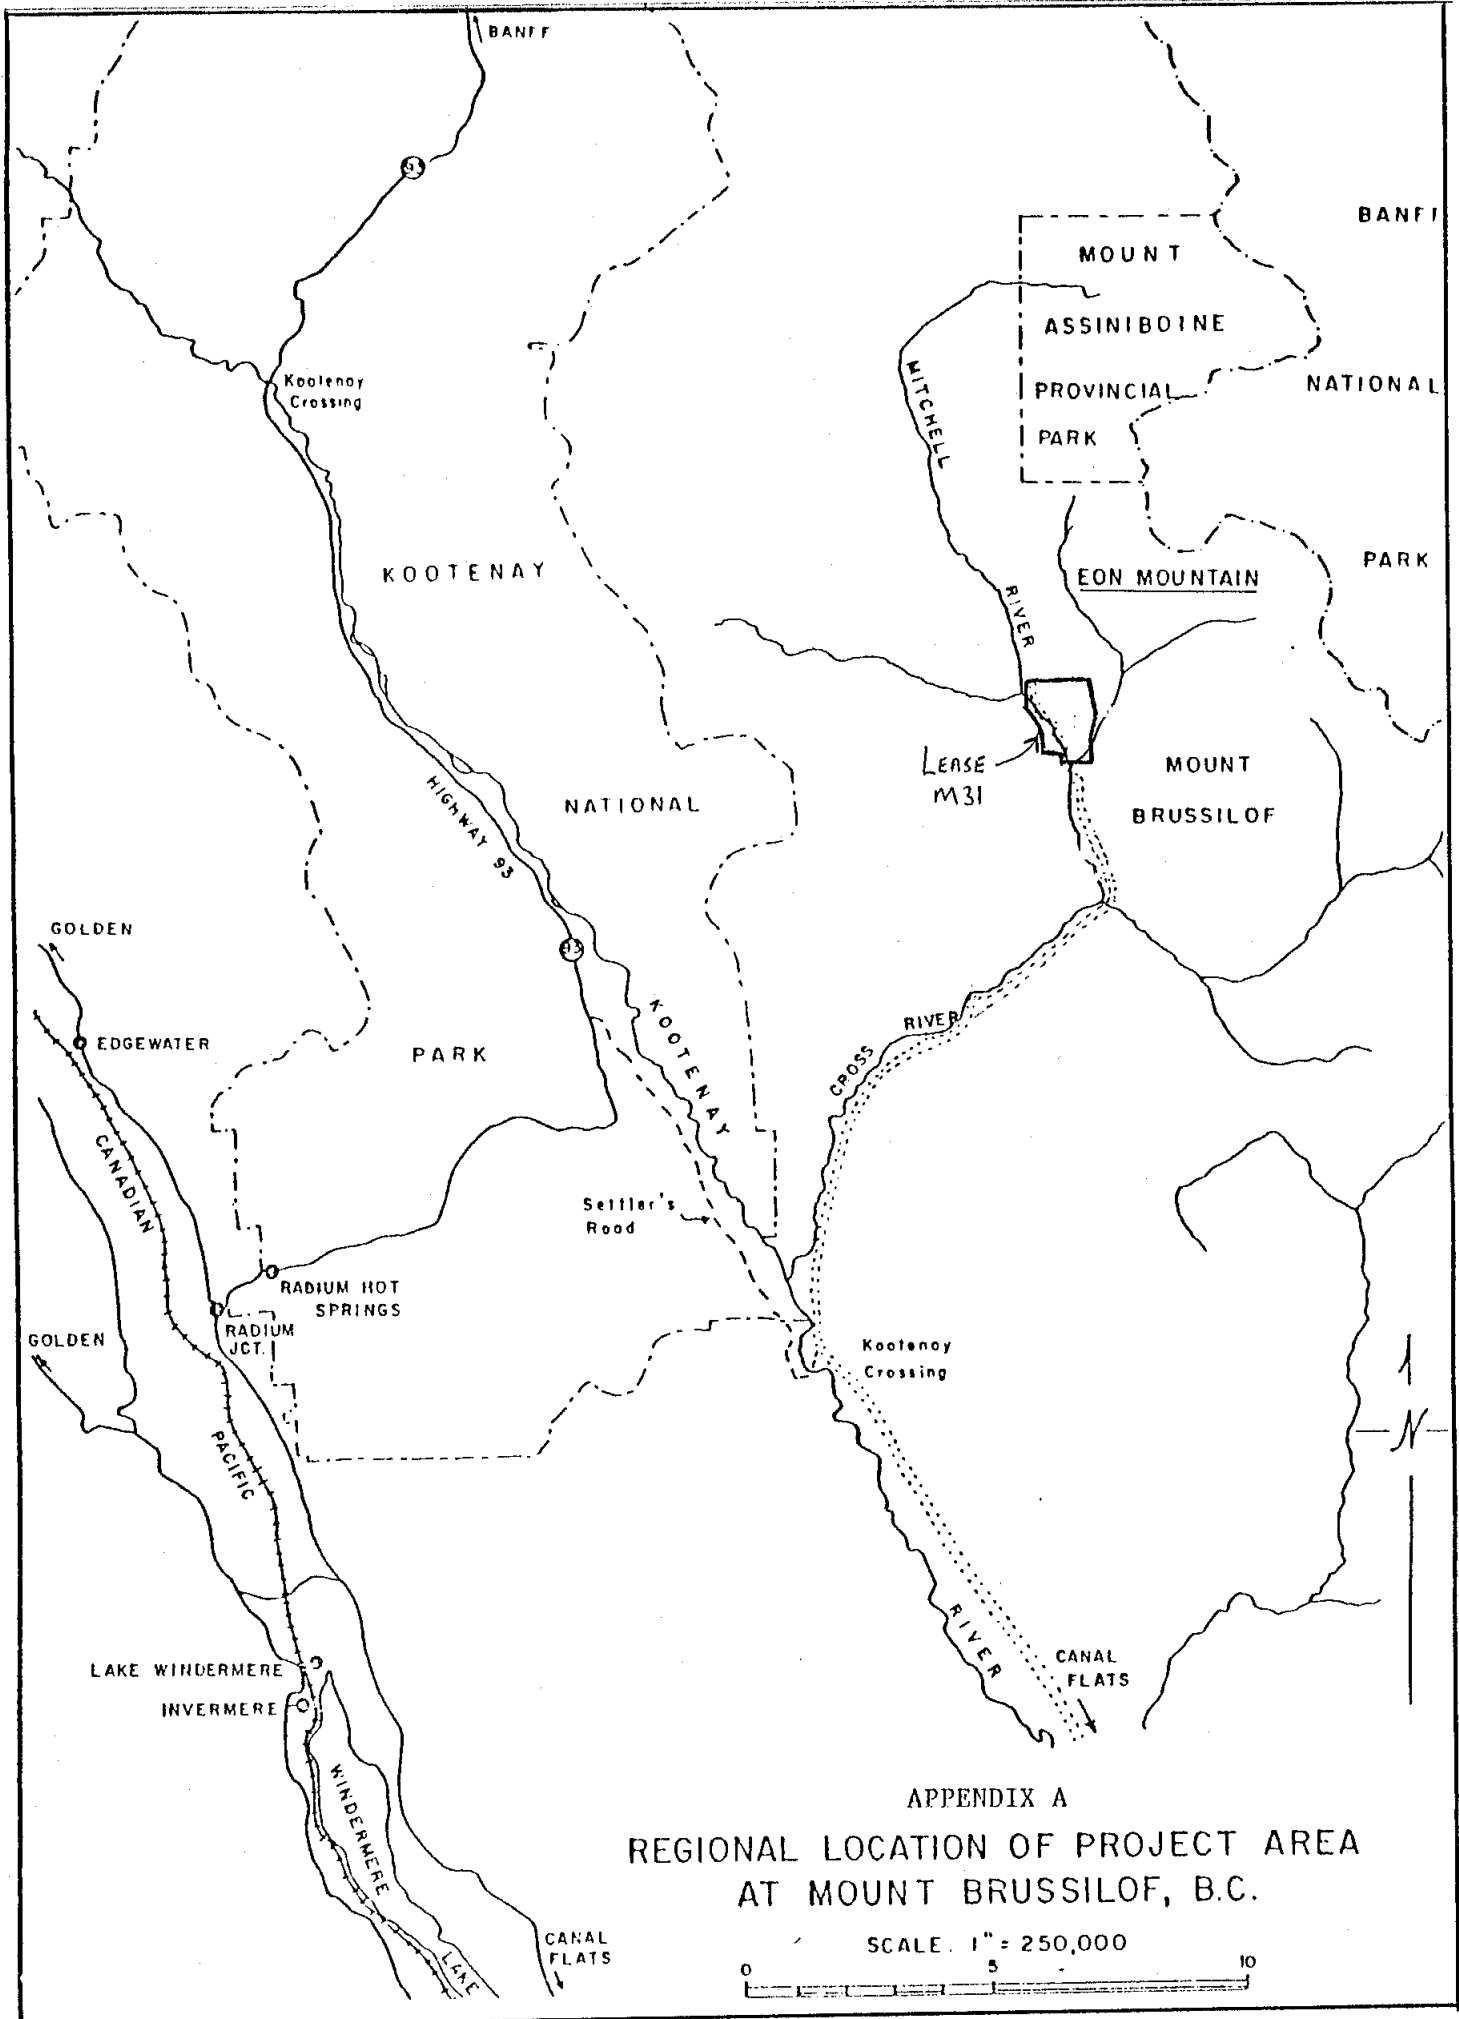 BANFF
93
BANFF
MOUNT
ASSINIBOINE
PROVINCIAL
PARK
NATIONAL
MITCHELL
RIVER
Kootenay
Crossing
KOOTENAY
EON MOUNTAIN
PARK
LEASE
M31
MOUNT
BRUSSILOF
NATIONAL
HIGHWAY 93
GOLDEN
93
EDGEWATER
PARK
KOOTENAY
CROSS
RIVER
CANADIAN
Settler's
Road
RADIUM HOT
SPRINGS
RADIUM
JCT.
GOLDEN
Kootenay
Crossing
N
PACIFIC
RIVER
CANAL
FLATS
LAKE WINDERMERE
INVERMERE
WINDERMERE
LAKE
CANAL
FLATS
APPENDIX A
REGIONAL LOCATION OF PROJECT AREA
AT MOUNT BRUSSILOF, B.C.
SCALE. 1" = 250,000
0 5 10